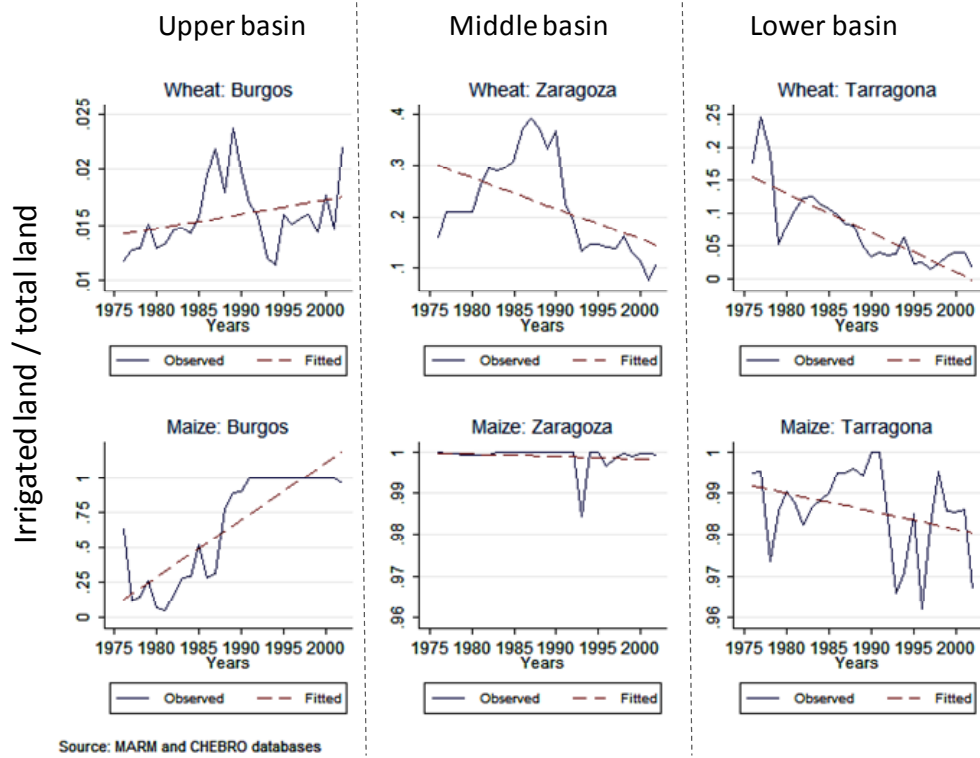 Upper basin
Middle basin
Lower basin
Irrigated land / total land
Wheat: Burgos
.025
.02
.015
.01
1975 1980 1985 1990 1995 2000
Years
Observed Fitted
Wheat: Zaragoza
.4
.3
.2
.1
1975 1980 1985 1990 1995 2000
Years
Observed Fitted
Wheat: Tarragona
.25
.2
.15
.1
.05
0
1975 1980 1985 1990 1995 2000
Years
Observed Fitted
Maize: Burgos
1
.75
.5
.25
0
1975 1980 1985 1990 1995 2000
Years
Observed Fitted
Maize: Zaragoza
1
.99
.98
.97
.96
1975 1980 1985 1990 1995 2000
Years
Observed Fitted
Maize: Tarragona
1
.99
.98
.97
.96
1975 1980 1985 1990 1995 2000
Years
Observed Fitted
Source: MARM and CHEBRO databases